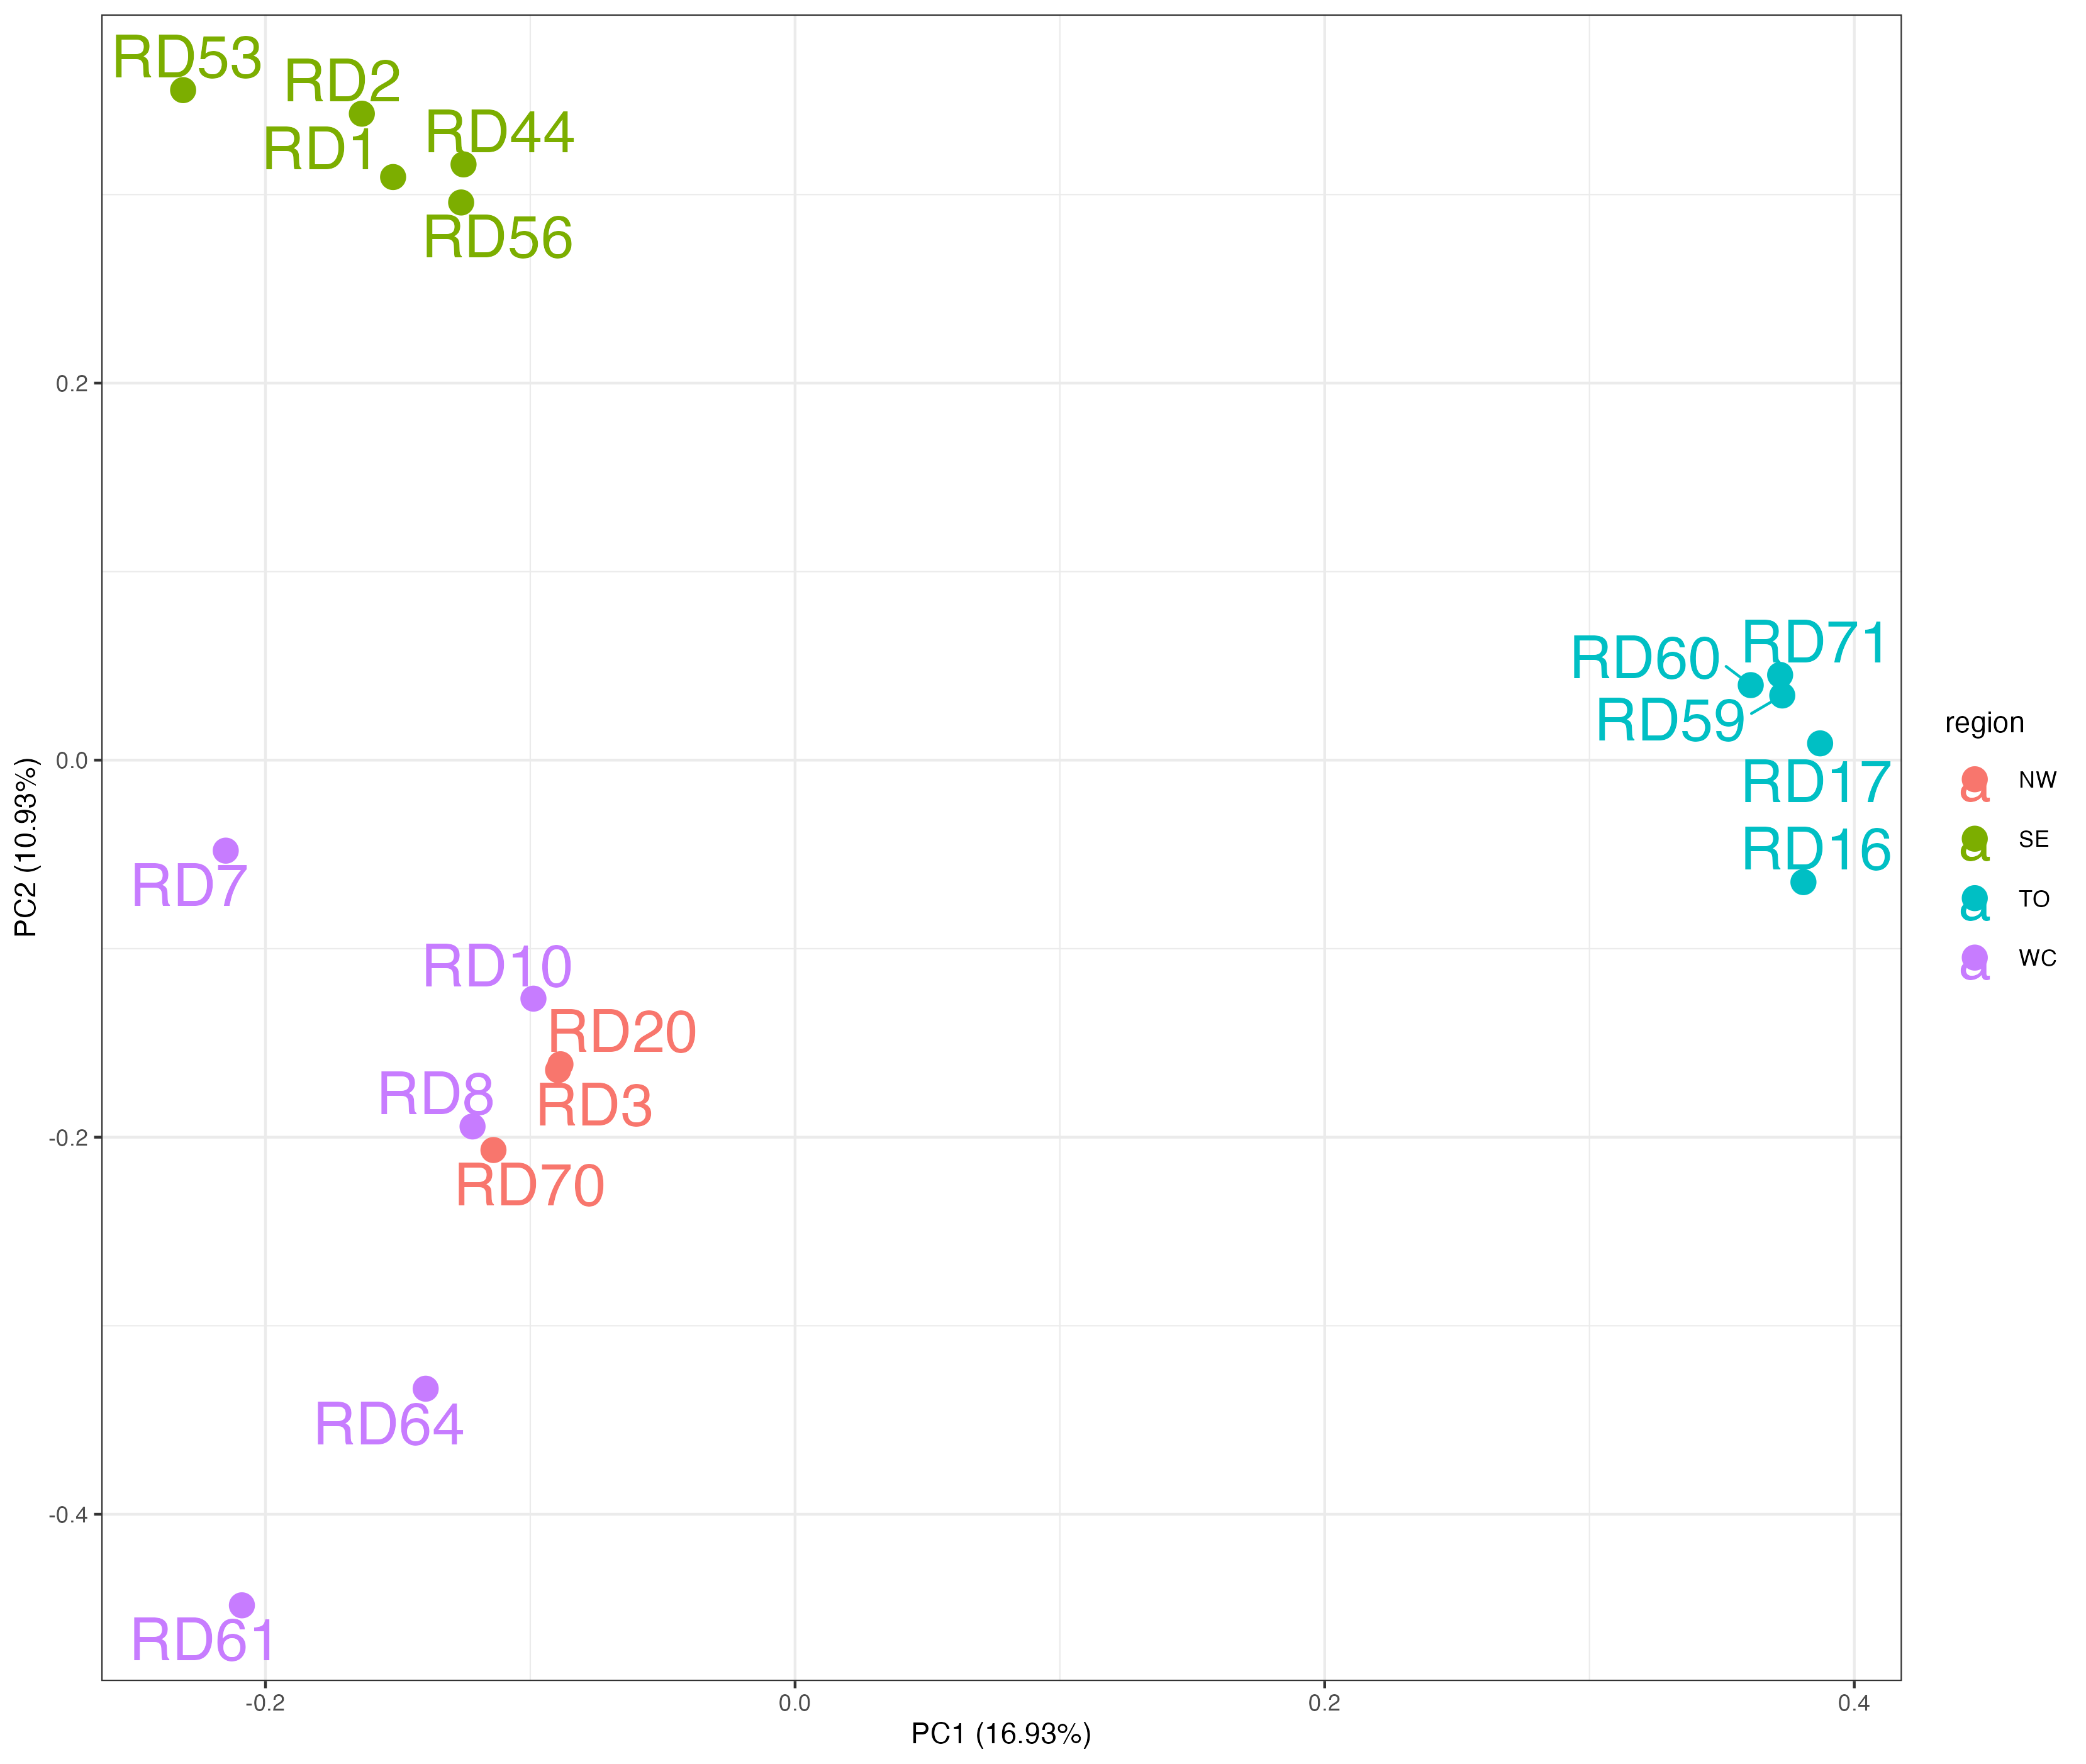 RD53
RD2
RD44
RD1
RD56
0.2
RD71
RD60
RD59
0.0
RD17
RD16
RD7
RD10
RD20
RD8
RD3
-0.2
RD70
RD64
-0.4
RD61
-0.2
0.0
0.2
0.4
PC1 (16.93%)
PC2 (10.93%)
region
a NW
a SE
a TO
a WC